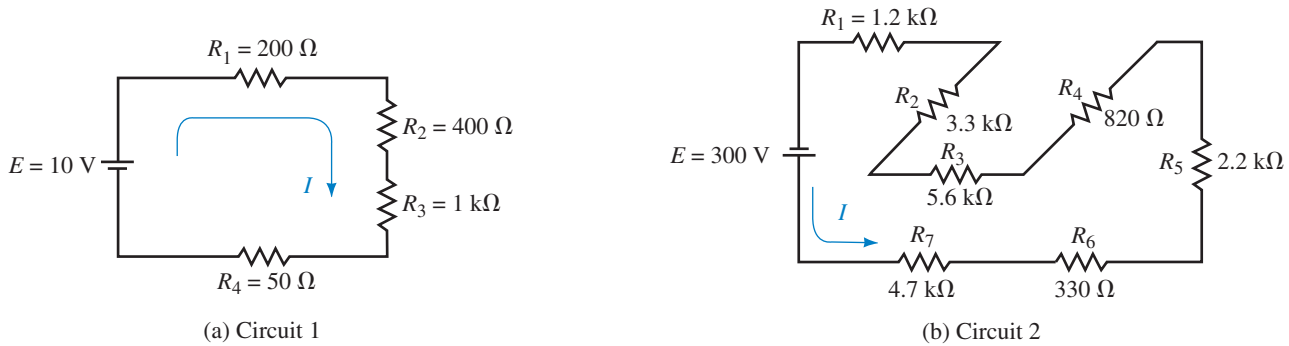 R1 = 200 Ω
R2 = 400 Ω
E = 10 V
I
R3 = 1 kΩ
R4 = 50 Ω
(a) Circuit 1
R1 = 1.2 kΩ
R2
3.3 kΩ
R4
820 Ω
E = 300 V
R3
5.6 kΩ
R5
2.2 kΩ
I
R7
4.7 kΩ
R6
330 Ω
(b) Circuit 2